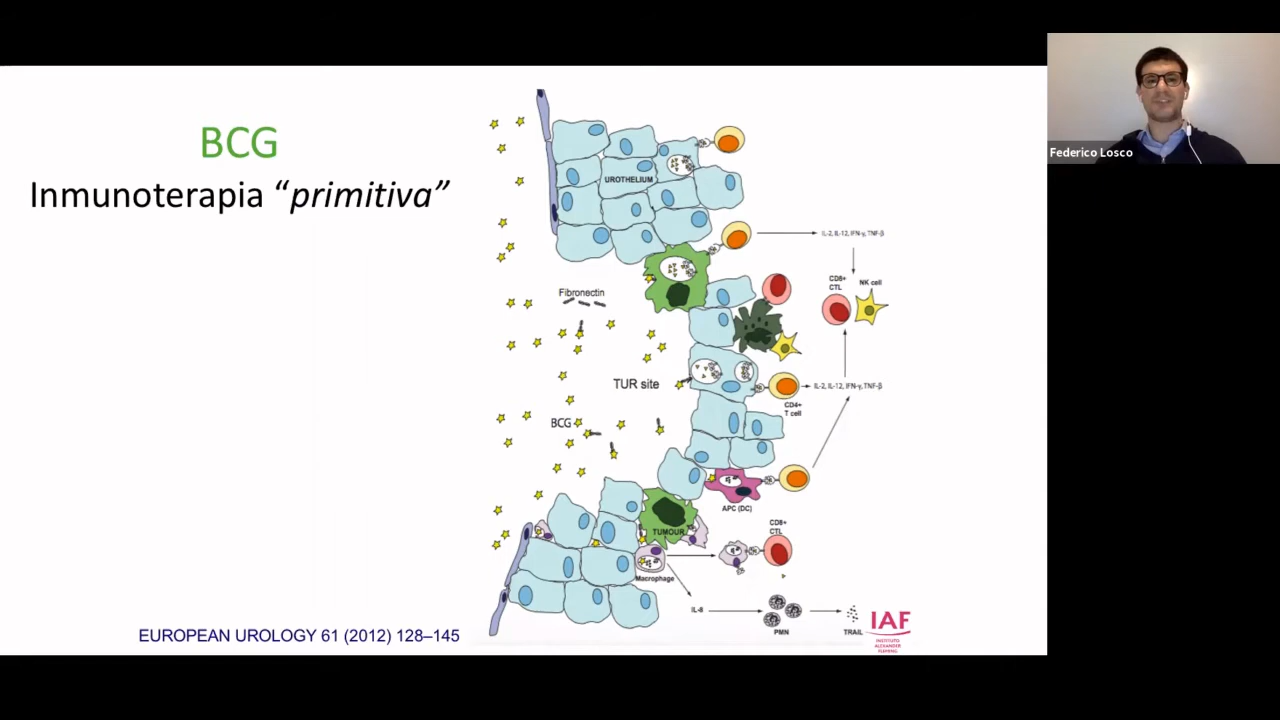 BCG
Inmunoterapia “primitiva”
UROTHELIUM
IL-2, IL-12, IFN-γ, TNF-β
CD8+
CTL
NK cell
Fibronectin
TUR site
IL-2, IL-12, IFN-γ, TNF-β
CD4+
T cell
BCG
APC (DC)
TUMOUR
CD8+
CTL
Macrophage
IL-8
PMN
TRAIL
EUROPEAN UROLOGY 61 (2012) 128–145
IAF
INSTITUTO
ALEXANDER
FLEMING
Federico Losco